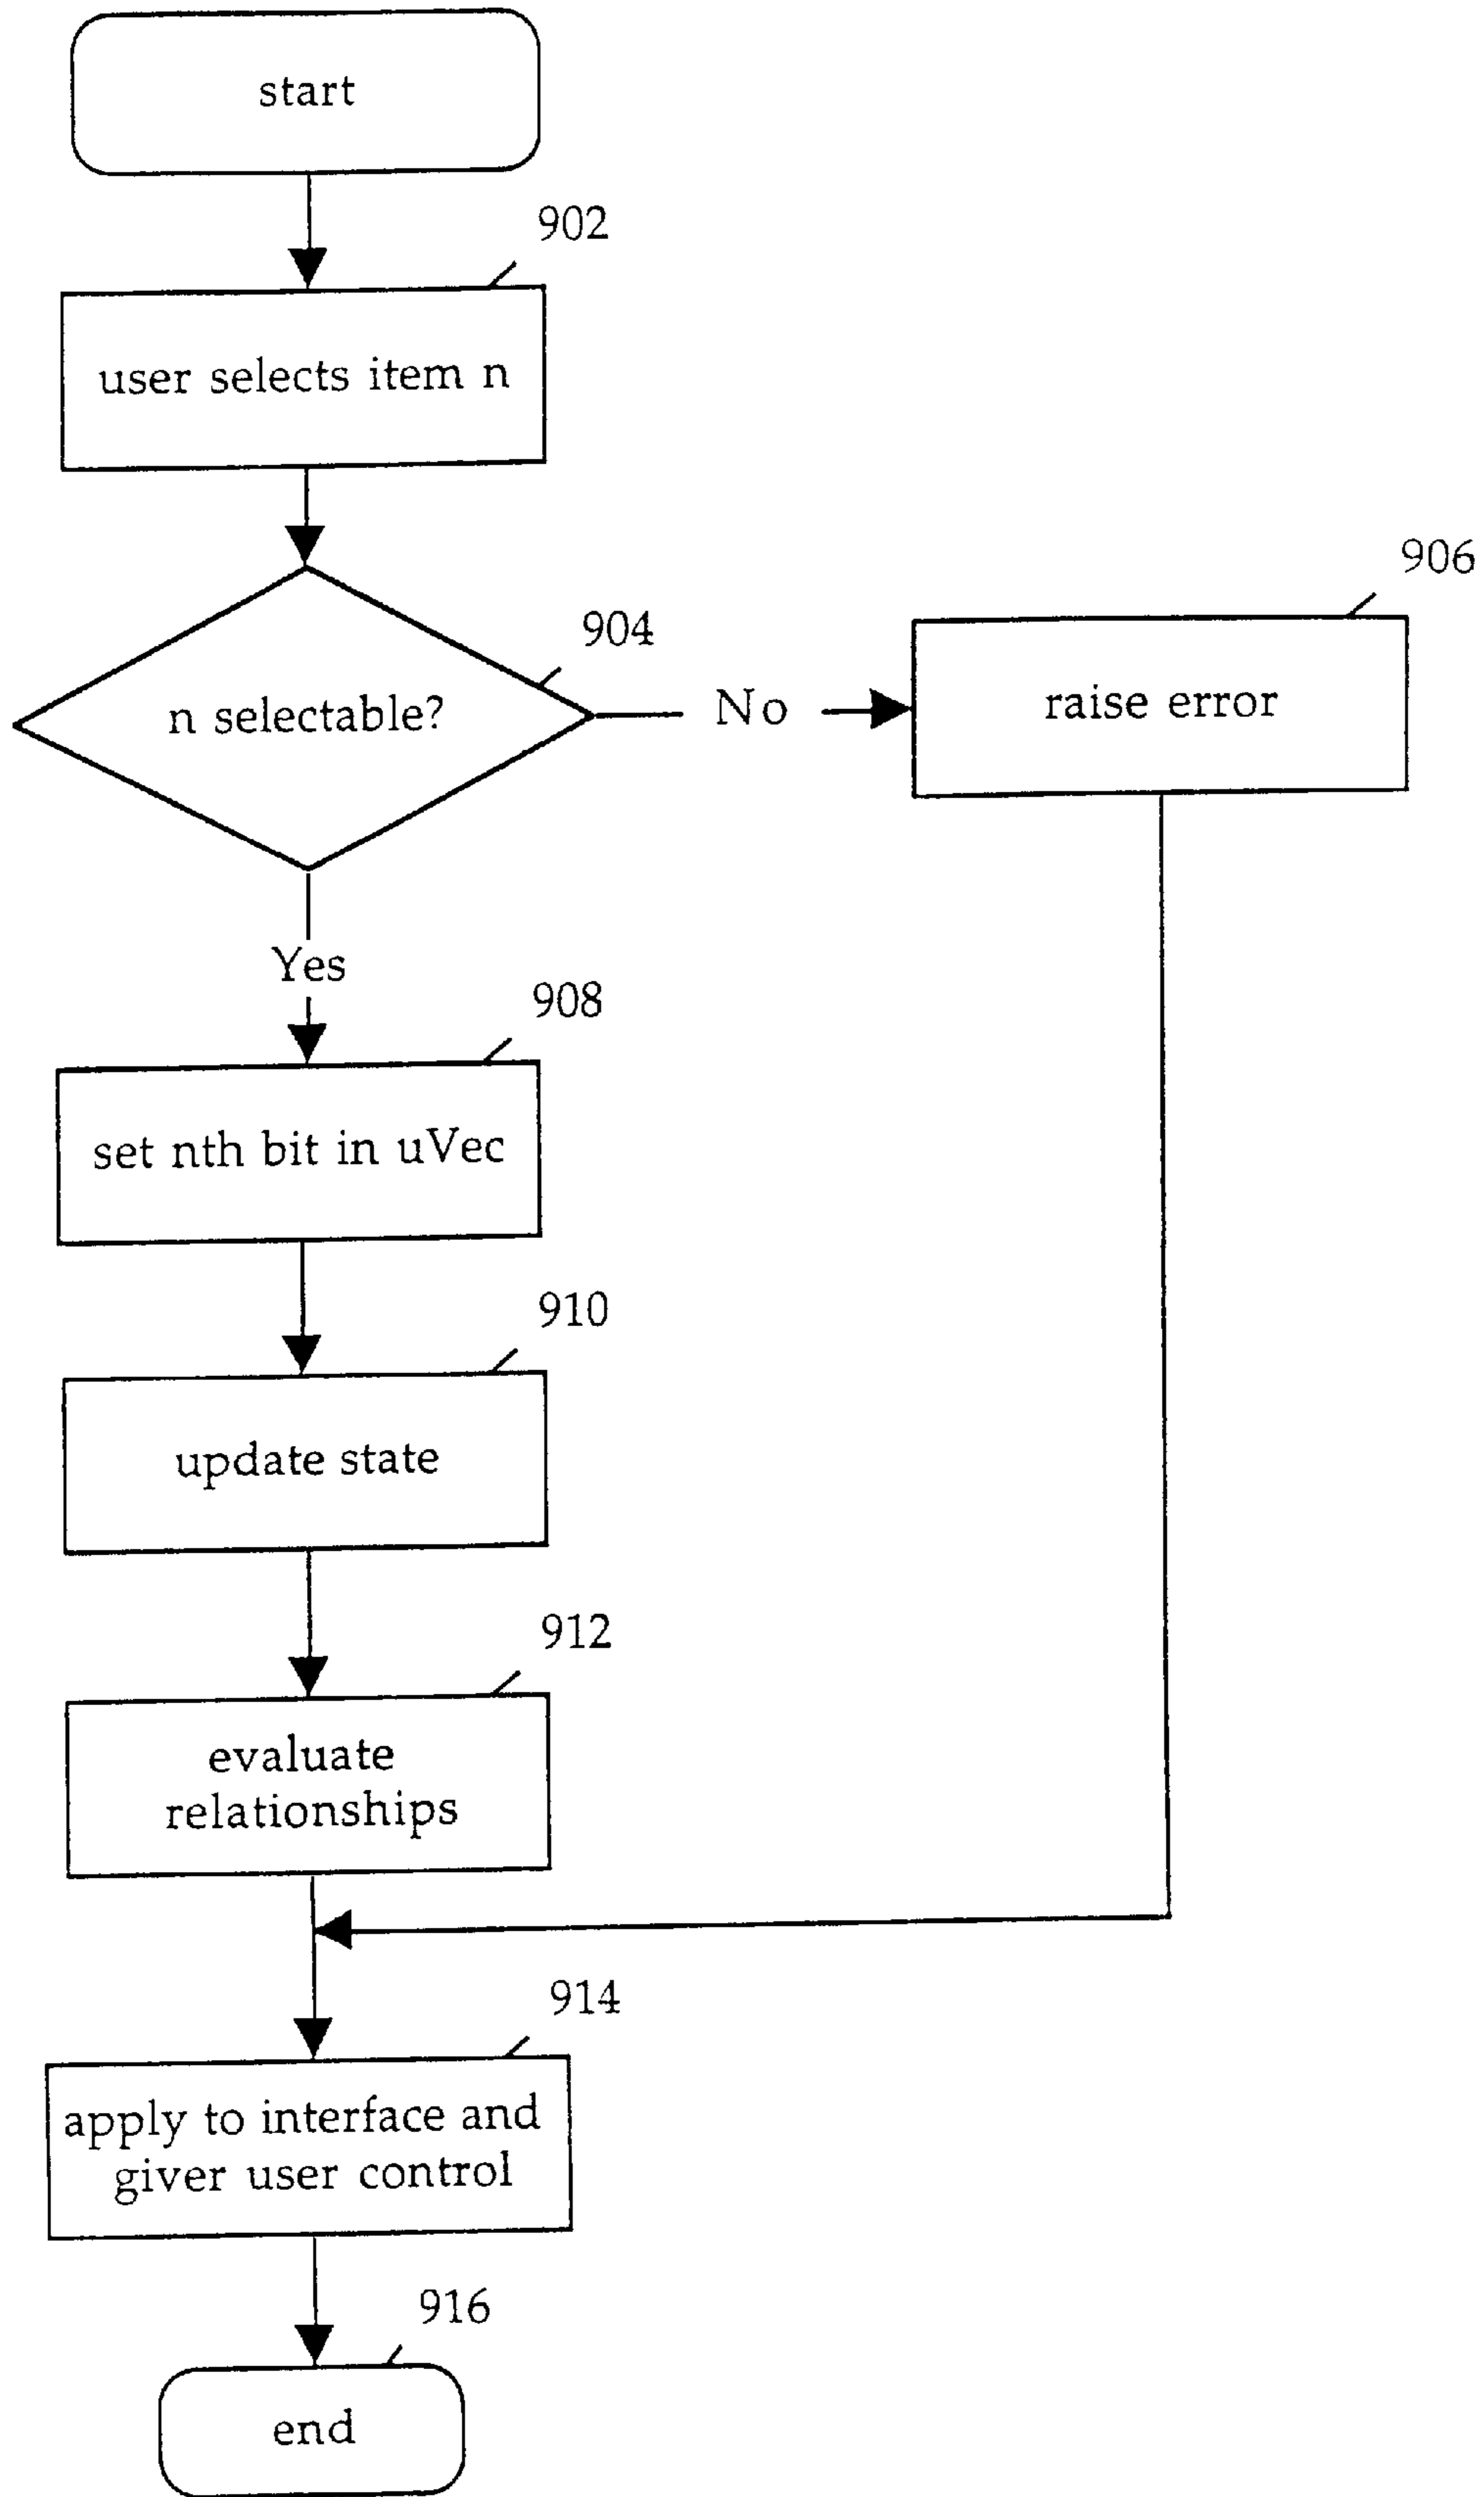 start
902
user selects item n
906
904
n selectable?
No
raise error
Yes
908
set nth bit in uVec
910
update state
912
evaluate
relationships
914
apply to interface and
giver user control
916
end